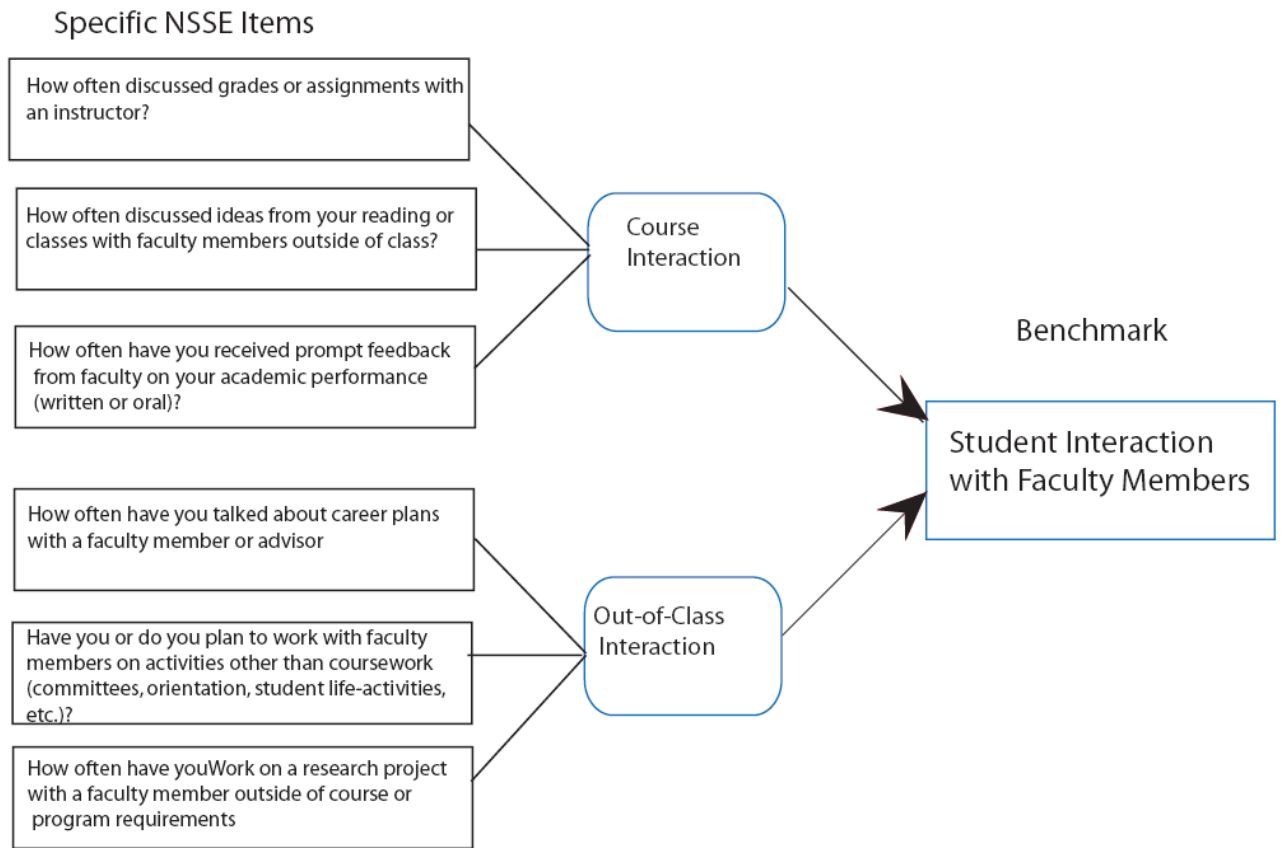 Specific NSSE Items
How often discussed grades or assignments with
an instructor?
How often discussed ideas from your reading or
classes with faculty members outside of class?
How often have you received prompt feedback
from faculty on your academic performance
(written or oral)?
How often have you talked about career plans
with a faculty member or advisor
Have you or do you plan to work with faculty
members on activities other than coursework
(committees, orientation, student life-activities,
etc.)?
How often have youWork on a research project
with a faculty member outside of course or
program requirements
Course
Interaction
Out-of-Class
Interaction
Benchmark
Student Interaction
with Faculty Members